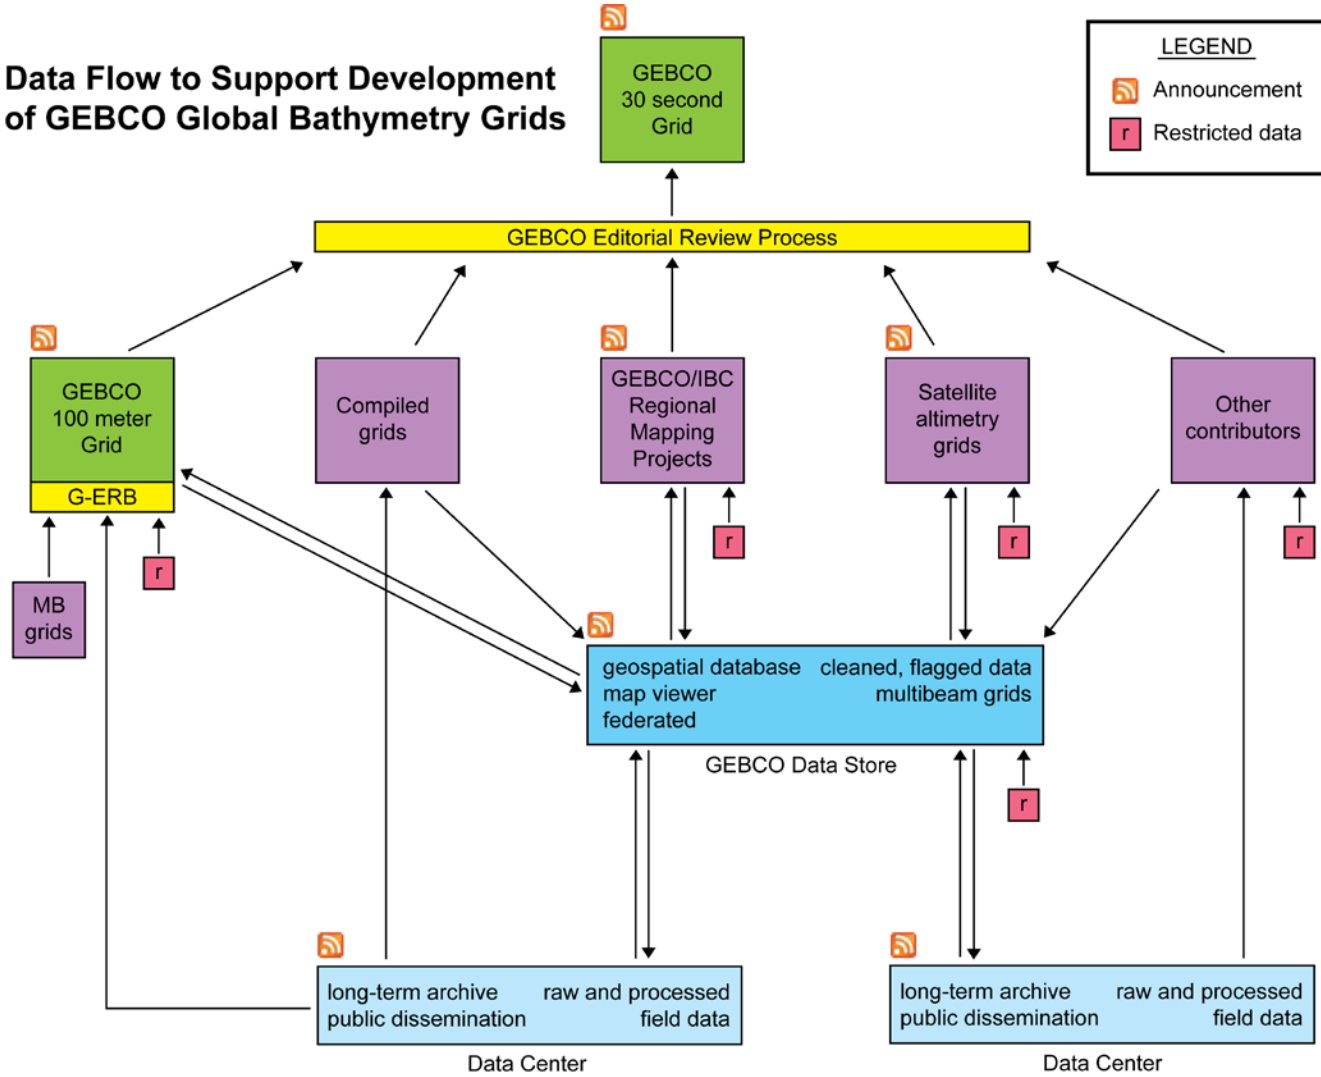 Data Flow to Support Development
of GEBCO Global Bathymetry Grids
GEBCO
30 second
Grid
LEGEND
Announcement
r Restricted data
GEBCO Editorial Review Process
GEBCO
100 meter
Grid
G-ERB
Compiled
grids
GEBCO/IBC
Regional
Mapping
Projects
Satellite
altimetry
grids
Other
contributors
r
r
r
r
MB
grids
geospatial database
map viewer
federated
cleaned, flagged data
multibeam grids
GEBCO Data Store
r
long-term archive
public dissemination
raw and processed
field data
Data Center
long-term archive
public dissemination
raw and processed
field data
Data Center